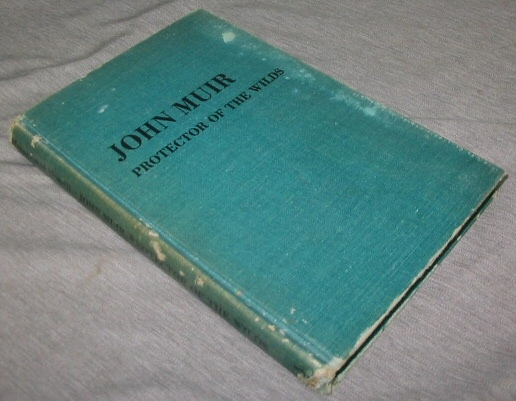 JOHN MUIR
PROTECTOR OF THE WILDS